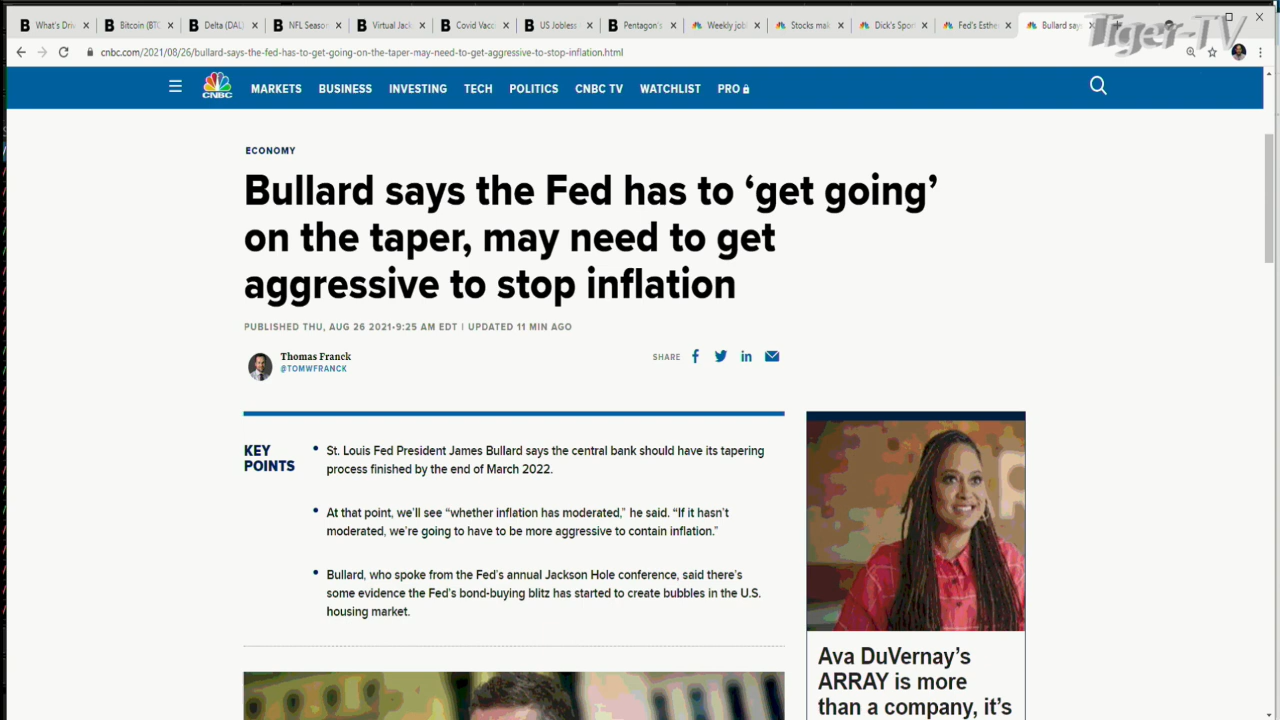 What's Driv
Bitcoin (BTC
Delta (DAL)
NFL Season
Virtual Jack
Covid Vacci
US Jobless
Pentagon's
Weekly job
Stocks mak
Dick's Spor
Fed's Esthe
Bullard says
Tiger-TV
cnbc.com/2021/08/26/bullard-says-the-fed-has-to-get-going-on-the-taper-may-need-to-get-aggressive-to-stop-inflation.html
CNBC
MARKETS
BUSINESS
INVESTING
TECH
POLITICS
CNBC TV
WATCHLIST
PRO
ECONOMY
Bullard says the Fed has to ‘get going’
on the taper, may need to get
aggressive to stop inflation
PUBLISHED THU, AUG 26 2021•9:25 AM EDT | UPDATED 11 MIN AGO
Thomas Franck
@TOMWFRANCK
SHARE
KEY
POINTS
• St. Louis Fed President James Bullard says the central bank should have its tapering
process finished by the end of March 2022.
• At that point, we’ll see “whether inflation has moderated,” he said. “If it hasn’t
moderated, we’re going to have to be more aggressive to contain inflation.”
• Bullard, who spoke from the Fed’s annual Jackson Hole conference, said there’s
some evidence the Fed’s bond-buying blitz has started to create bubbles in the U.S.
housing market.
Ava DuVernay’s
ARRAY is more
than a company, it’s